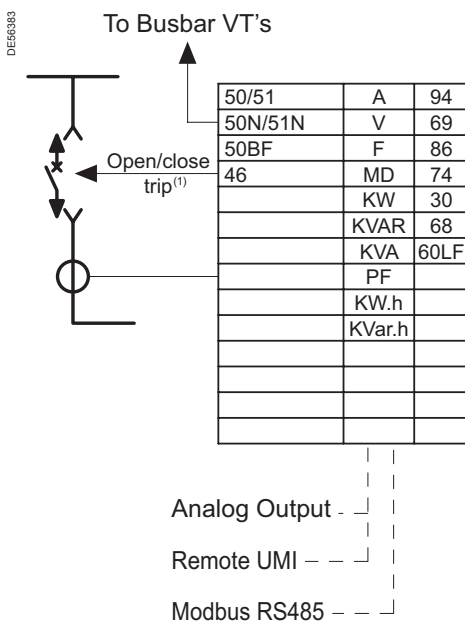 DE56383
To Busbar VT's
50/51 A 94
50N/51N V 69
50BF F 86
46 MD 74
KW 30
KVAR 68
KVA 60LF
PF
KW.h
KVar.h
Open/close
trip(1)
Analog Output
Remote UMI
Modbus RS485